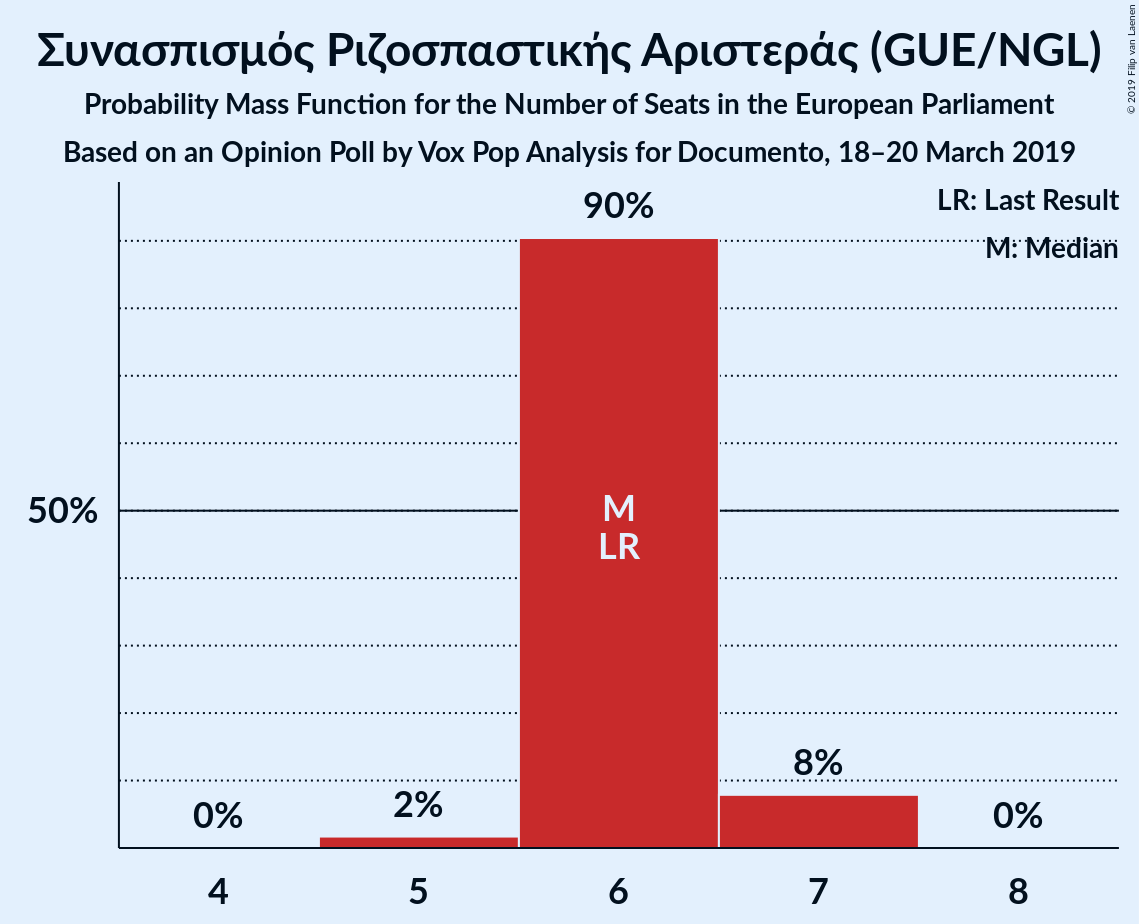 Συνασπισμός Ριζοσπαστικής Αριστεράς (GUE/NGL)
Probability Mass Function for the Number of Seats in the European Parliament
Based on an Opinion Poll by Vox Pop Analysis for Documento, 18–20 March 2019
© 2019 Filip van Laenen
LR: Last Result
M: Median
90%
50%
M
LR
8%
2%
0%
0%
4
5
6
7
8